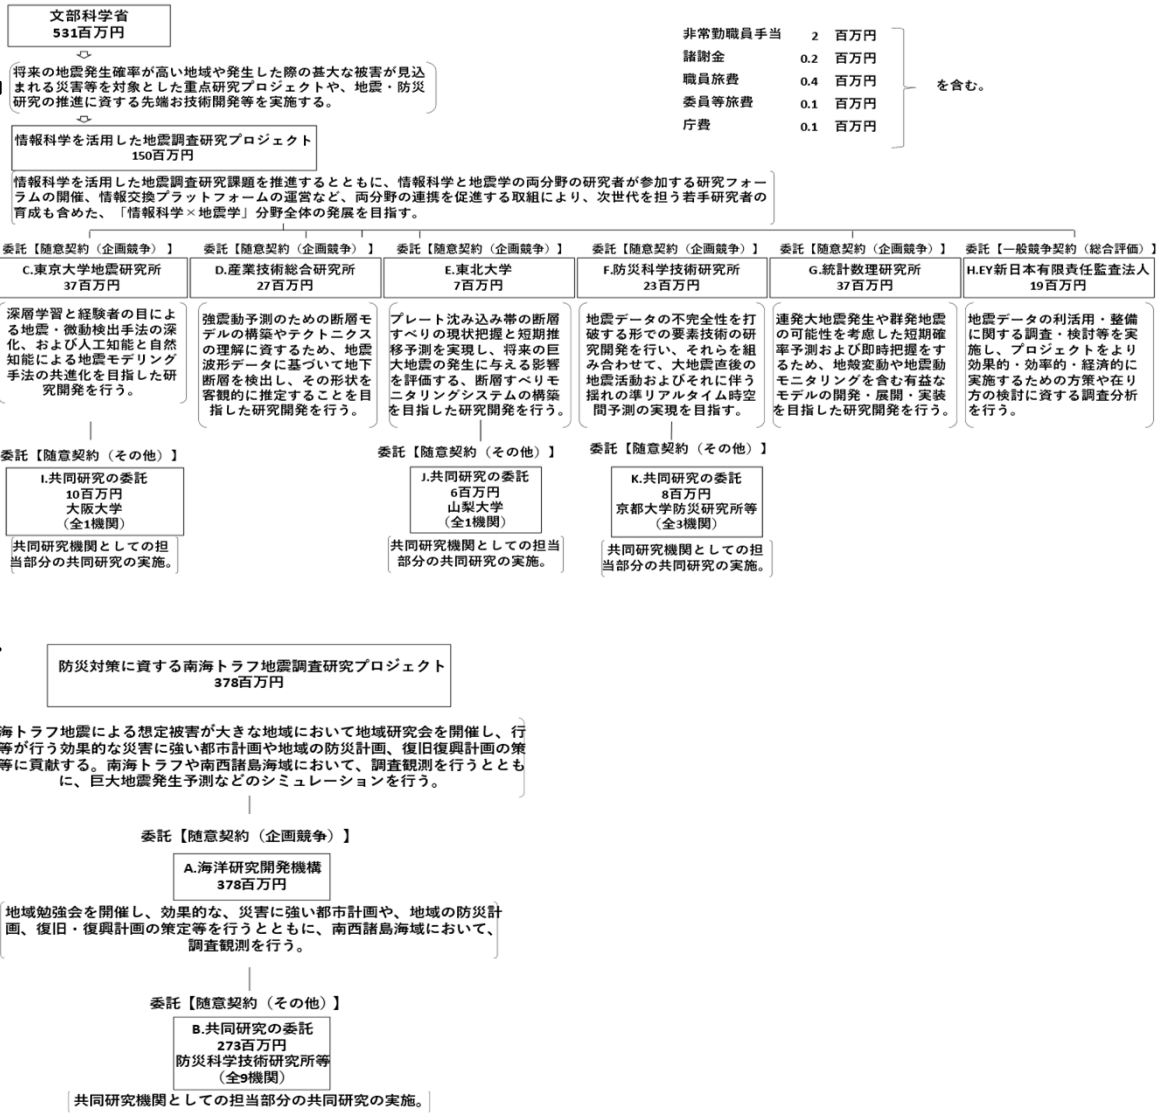 文部科学省
531百万円
非常勤職員手当 2 百万円
諸謝金 0.2 百万円
職員旅費 0.4 百万円
委員等旅費 0.1 百万円
庁費 0.1 百万円
を含む。
将来の地震発生確率が高い地域や発生した際の甚大な被害が見込
まれる災害等を対象とした重点研究プロジェクトや、地震・防災
研究の推進に資する先端お技術開発等を実施する。
情報科学を活用した地震調査研究プロジェクト
150百万円
情報科学を活用した地震調査研究課題を推進するとともに、情報科学と地震学の両分野の研究者が参加する研究フォー
ラムの開催、情報交換プラットフォームの運営など、両分野の連携を促進する取組により、次世代を担う若手研究者の
育成も含めた、「情報科学×地震学」分野全体の発展を目指す。
委託【随意契約（企画競争）】
C.東京大学地震研究所
37百万円
深層学習と経験者の目によ
る地震・微動検出手法の深
化、および人工知能と自然
知能による地震モデリング
手法の共進化を目指した研
究開発を行う。
委託【随意契約（その他）】
I.共同研究の委託
10百万円
大阪大学
（全1機関）
共同研究機関としての担
当部分の共同研究の実施。
委託【随意契約（企画競争）】
D.産業技術総合研究所
27百万円
強震動予測のための断層モ
デルの構築やテクトニクス
の理解に資するため、地震
波形データに基づいて地下
断層を検出し、その形状を
客観的に推定することを目
指した研究開発を行う。
委託【随意契約（企画競争）】
E.東北大学
7百万円
プレート沈み込み帯の断層
すべりの現状把握と短期推
移予測を実現し、将来の巨
大地震の発生に与える影響
を評価する、断層すべりモ
ニタリングシステムの構築
を目指した研究開発を行う。
委託【随意契約（その他）】
J.共同研究の委託
6百万円
山梨大学
（全1機関）
共同研究機関としての担当
部分の共同研究の実施。
委託【随意契約（企画競争）】
F.防災科学技術研究所
23百万円
地震データの不完全性を打
破する形での要素技術の研
究開発を行い、それらを組
み合わせて、大地震直後の
地震活動およびそれに伴う
揺れの準リアルタイム時空
間予測の実現を目指す。
委託【随意契約（その他）】
K.共同研究の委託
8百万円
京都大学防災研究所等
（全3機関）
共同研究機関としての担
当部分の共同研究の実施。
委託【随意契約（企画競争）】
G.統計数理研究所
37百万円
連発大地震発生や群発地震
の可能性を考慮した短期確
率予測および即時把握をす
るため、地殻変動や地震動
モニタリングを含む有益な
モデルの開発・展開・実装
を目指した研究開発を行う。
委託【一般競争契約（総合評価）】
H.EY新日本有限責任監査法人
19百万円
地震データの利活用・整備
に関する調査・検討等を実
施し、プロジェクトをより
効果的・効率的・経済的に
実施するための方策や在り
方の検討に資する調査分析
を行う。
防災対策に資する南海トラフ地震調査研究プロジェクト
378百万円
海トラフ地震による想定被害が大きな地域において地域研究会を開催し、行
等が行う効果的な災害に強い都市計画や地域の防災計画、復旧復興計画の策
等に貢献する。南海トラフや南西諸島海域において、調査観測を行うととも
に、巨大地震発生予測などのシミュレーションを行う。
委託【随意契約（企画競争）】
A.海洋研究開発機構
378百万円
地域勉強会を開催し、効果的な、災害に強い都市計画や、地域の防災計
画、復旧・復興計画の策定等を行うとともに、南西諸島海域において、
調査観測を行う。
委託【随意契約（その他）】
B.共同研究の委託
273百万円
防災科学技術研究所等
（全9機関）
共同研究機関としての担当部分の共同研究の実施。